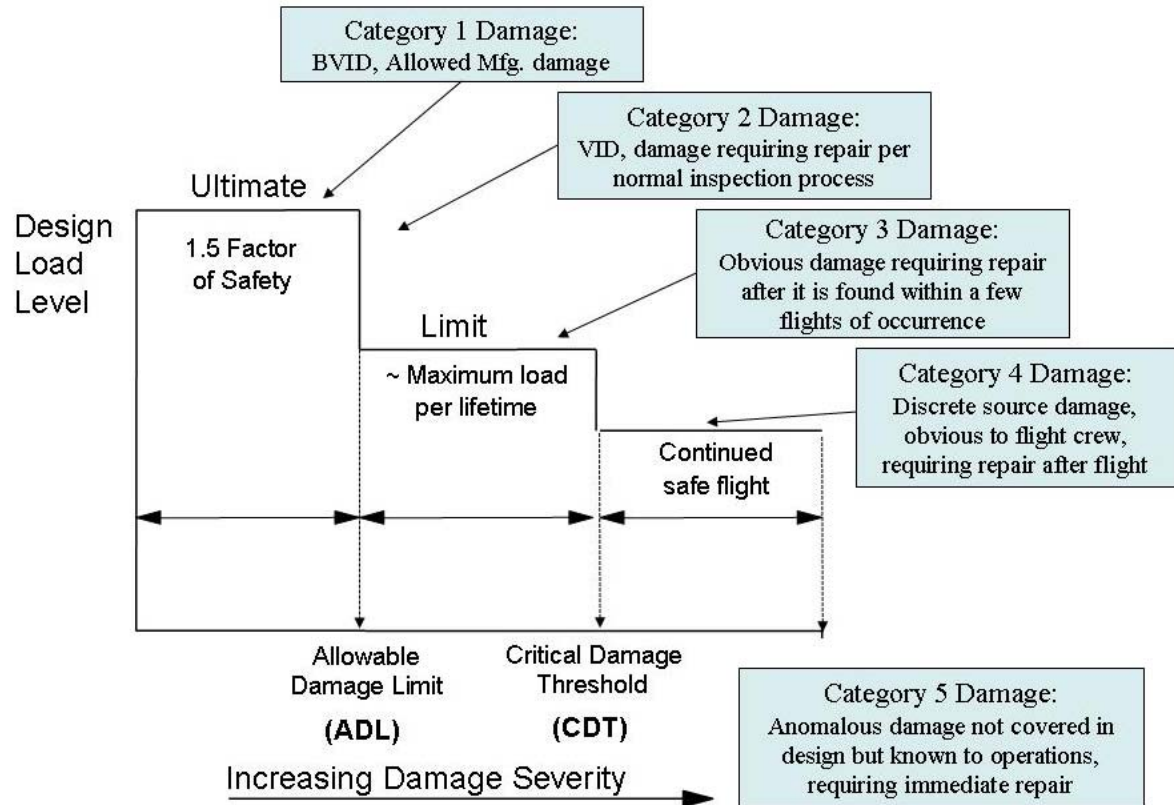 Category 1 Damage:
BVID, Allowed Mfg. damage
Category 2 Damage:
VID, damage requiring repair per
normal inspection process
Ultimate
Design
Load
Level
1.5 Factor
of Safety
Category 3 Damage:
Obvious damage requiring repair
after it is found within a few
flights of occurrence
Limit
~ Maximum load
per lifetime
Category 4 Damage:
Discrete source damage,
obvious to flight crew,
requiring repair after flight
Continued
safe flight
Allowable
Damage Limit
(ADL)
Critical Damage
Threshold
(CDT)
Category 5 Damage:
Anomalous damage not covered in
design but known to operations,
requiring immediate repair
Increasing Damage Severity